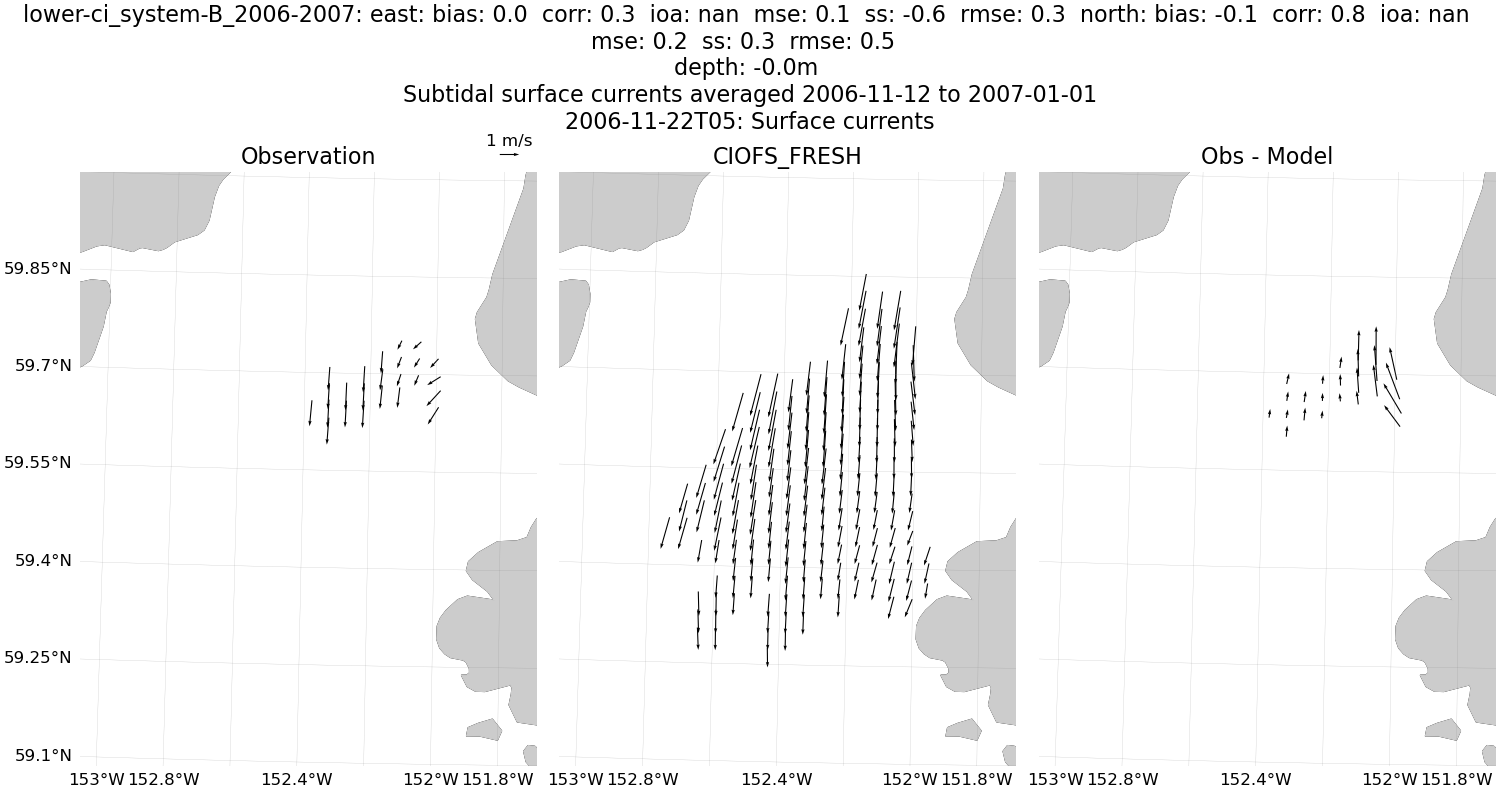 lower-ci_system-B_2006-2007: east: bias: 0.0  corr: 0.3  ioa: nan  mse: 0.1  ss: -0.6  rmse: 0.3  north: bias: -0.1  corr: 0.8  ioa: nan
mse: 0.2  ss: 0.3  rmse: 0.5
depth: -0.0m
Subtidal surface currents averaged 2006-11-12 to 2007-01-01
2006-11-22T05: Surface currents
1 m/s
Observation
CIOFS_FRESH
Obs - Model
59.85°N
59.7°N
59.55°N
59.4°N
59.25°N
59.1°N
153°W 152.8°W 152.4°W 152°W 151.8°W
153°W 152.8°W 152.4°W 152°W 151.8°W
153°W 152.8°W 152.4°W 152°W 151.8°W